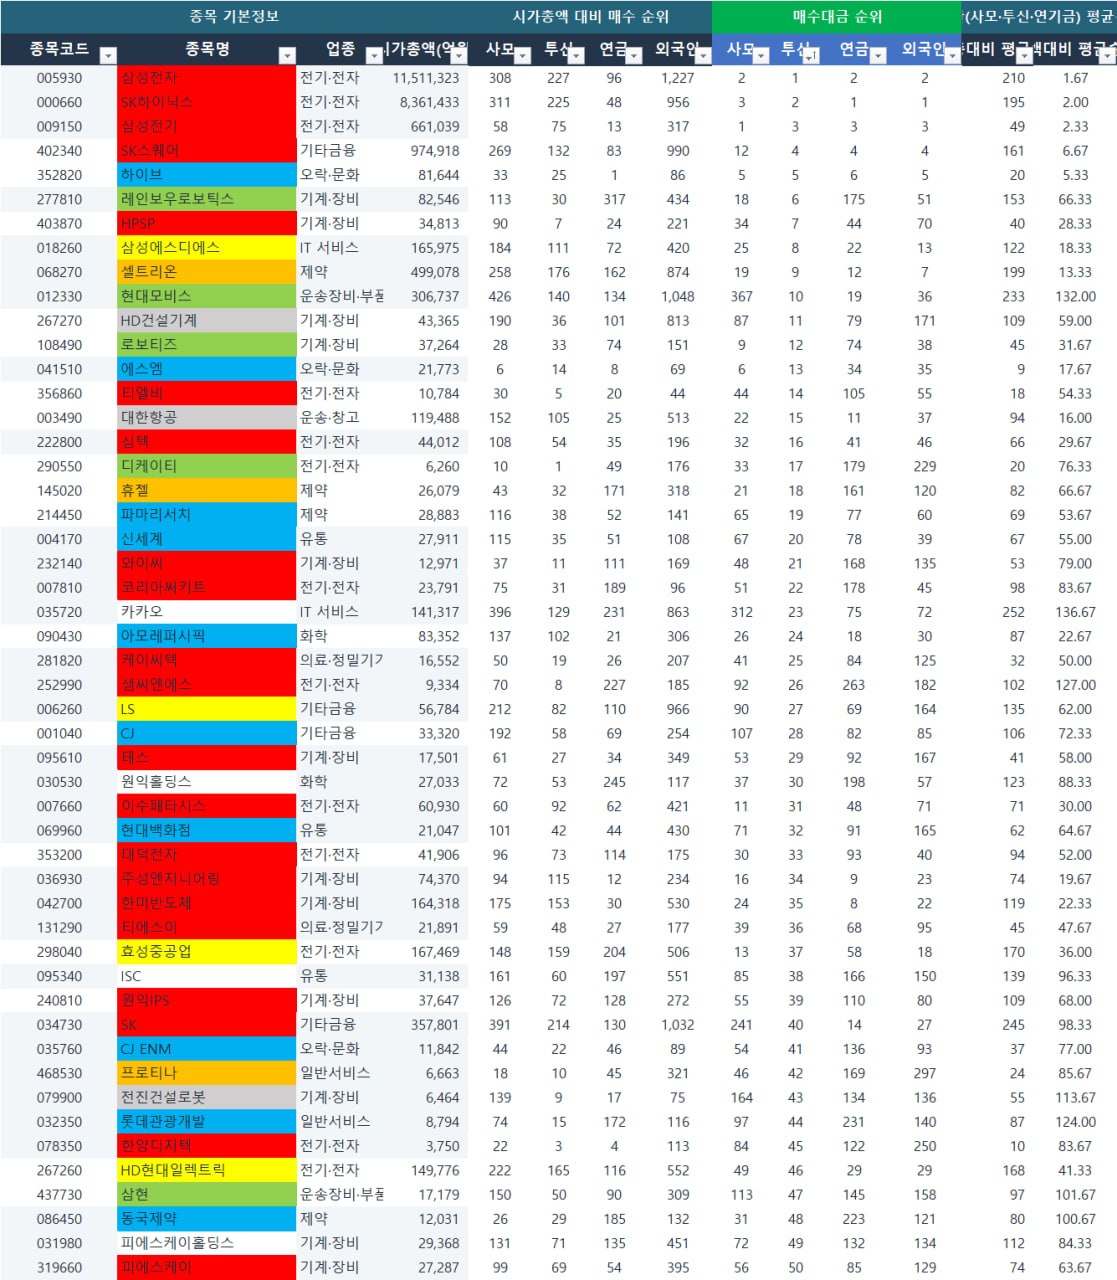 종목 기본정보 시가총액 대비 매수 순위 매수대금 순위 (사모·투신·연기금) 평균
종목코드 종목명 업종 시가총액(억원 사모 투신 연금 외국인 사모 투신 연금 외국인 대비 평균 대비 평균
005930 삼성전자 전기·전자 11,511,323 308 227 96 1,227 2 1 2 2 210 1.67
000660 SK하이닉스 전기·전자 8,361,433 311 225 48 956 3 2 1 1 195 2.00
009150 삼성전기 전기·전자 661,039 58 75 13 317 1 3 3 3 49 2.33
402340 SK스퀘어 기타금융 974,918 269 132 83 990 12 4 4 4 161 6.67
352820 하이브 오락·문화 81,644 33 25 1 86 5 5 6 5 20 5.33
277810 레인보우로보틱스 기계·장비 82,546 113 30 317 434 18 6 175 51 153 66.33
403870 HPSP 기계·장비 34,813 90 7 24 221 34 7 44 70 40 28.33
018260 삼성에스디에스 IT 서비스 165,975 184 111 72 420 25 8 22 13 122 18.33
068270 셀트리온 제약 499,078 258 176 162 874 19 9 12 7 199 13.33
012330 현대모비스 운송장비·부품 306,737 426 140 134 1,048 367 10 19 36 233 132.00
267270 HD건설기계 기계·장비 43,365 190 36 101 813 87 11 79 171 109 59.00
108490 로보티즈 기계·장비 37,264 28 33 74 151 9 12 74 38 45 31.67
041510 에스엠 오락·문화 21,773 6 14 8 69 6 13 34 35 9 17.67
356860 티엘비 전기·전자 10,784 30 5 20 44 44 14 105 55 18 54.33
003490 대한항공 운송·창고 119,488 152 105 25 513 22 15 11 37 94 16.00
222800 심텍 전기·전자 44,012 108 54 35 196 32 16 41 46 66 29.67
290550 디케이티 전기·전자 6,260 10 1 49 176 33 17 179 229 20 76.33
145020 휴젤 제약 26,079 43 32 171 318 21 18 161 120 82 66.67
214450 파마리서치 제약 28,883 116 38 52 141 65 19 77 60 69 53.67
004170 신세계 유통 27,911 115 35 51 108 67 20 78 39 67 55.00
232140 와이씨 기계·장비 12,971 37 11 111 169 48 21 168 135 53 79.00
007810 코리아써키트 전기·전자 23,791 75 31 189 96 51 22 178 45 98 83.67
035720 카카오 IT 서비스 141,317 396 129 231 863 312 23 75 72 252 136.67
090430 아모레퍼시픽 화학 83,352 137 102 21 306 26 24 18 30 87 22.67
281820 케이씨텍 의료·정밀기기 16,552 50 19 26 207 41 25 84 125 32 50.00
252990 샘씨엔에스 전기·전자 9,334 70 8 227 185 92 26 263 182 102 127.00
006260 LS 기타금융 56,784 212 82 110 966 90 27 69 164 135 62.00
001040 CJ 기타금융 33,320 192 58 69 254 107 28 82 85 106 72.33
095610 테스 기계·장비 17,501 61 27 34 349 53 29 92 167 41 58.00
030530 원익홀딩스 화학 27,033 72 53 245 117 37 30 198 57 123 88.33
007660 이수페타시스 전기·전자 60,930 60 92 62 421 11 31 48 71 71 30.00
069960 현대백화점 유통 21,047 101 42 44 430 71 32 91 165 62 64.67
353200 대덕전자 전기·전자 41,906 96 73 114 175 30 33 93 40 94 52.00
036930 주성엔지니어링 기계·장비 74,370 94 115 12 234 16 34 9 23 74 19.67
042700 한미반도체 기계·장비 164,318 175 153 30 530 24 35 8 22 119 22.33
131290 티에스이 의료·정밀기기 21,891 59 48 27 177 39 36 68 95 45 47.67
298040 효성중공업 전기·전자 167,469 148 159 204 506 13 37 58 18 170 36.00
095340 ISC 유통 31,138 161 60 197 551 85 38 166 150 139 96.33
240810 원익IPS 기계·장비 37,647 126 72 128 272 55 39 110 80 109 68.00
034730 SK 기타금융 357,801 391 214 130 1,032 241 40 14 27 245 98.33
035760 CJ ENM 오락·문화 11,842 44 22 46 89 54 41 136 93 37 77.00
468530 프로티나 일반서비스 6,663 18 10 45 321 46 42 169 297 24 85.67
079900 전진건설로봇 기계·장비 6,464 139 9 17 75 164 43 134 136 55 113.67
032350 롯데관광개발 일반서비스 8,794 74 15 172 116 97 44 231 140 87 124.00
078350 한양디지텍 전기·전자 3,750 22 3 4 113 84 45 122 250 10 83.67
267260 HD현대일렉트릭 전기·전자 149,776 222 165 116 552 49 46 29 29 168 41.33
437730 삼현 운송장비·부품 17,179 150 50 90 309 113 47 145 158 97 101.67
086450 동국제약 제약 12,031 26 29 185 132 31 48 223 121 80 100.67
031980 피에스케이홀딩스 기계·장비 29,368 131 71 135 451 72 49 132 134 112 84.33
319660 피에스케이 기계·장비 27,287 99 69 54 395 56 50 85 129 74 63.67